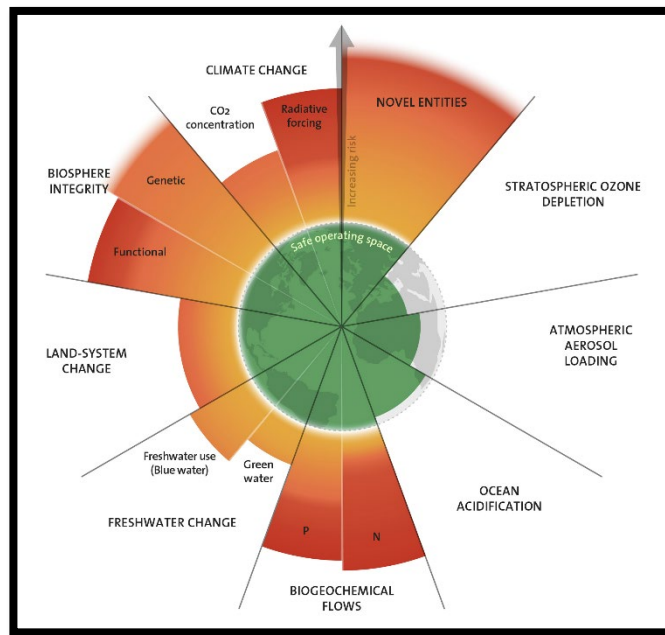 CLIMATE CHANGE
CO2
concentration
Radiative
forcing
Increasing risk
NOVEL ENTITIES
STRATOSPHERIC OZONE
DEPLETION
BIOSPHERE
INTEGRITY
Genetic
Functional
Safe operating space
LAND-SYSTEM
CHANGE
ATMOSPHERIC
AEROSOL
LOADING
Freshwater use
(Blue water)
Green
water
FRESHWATER CHANGE
OCEAN
ACIDIFICATION
P
N
BIOGEOCHEMICAL
FLOWS